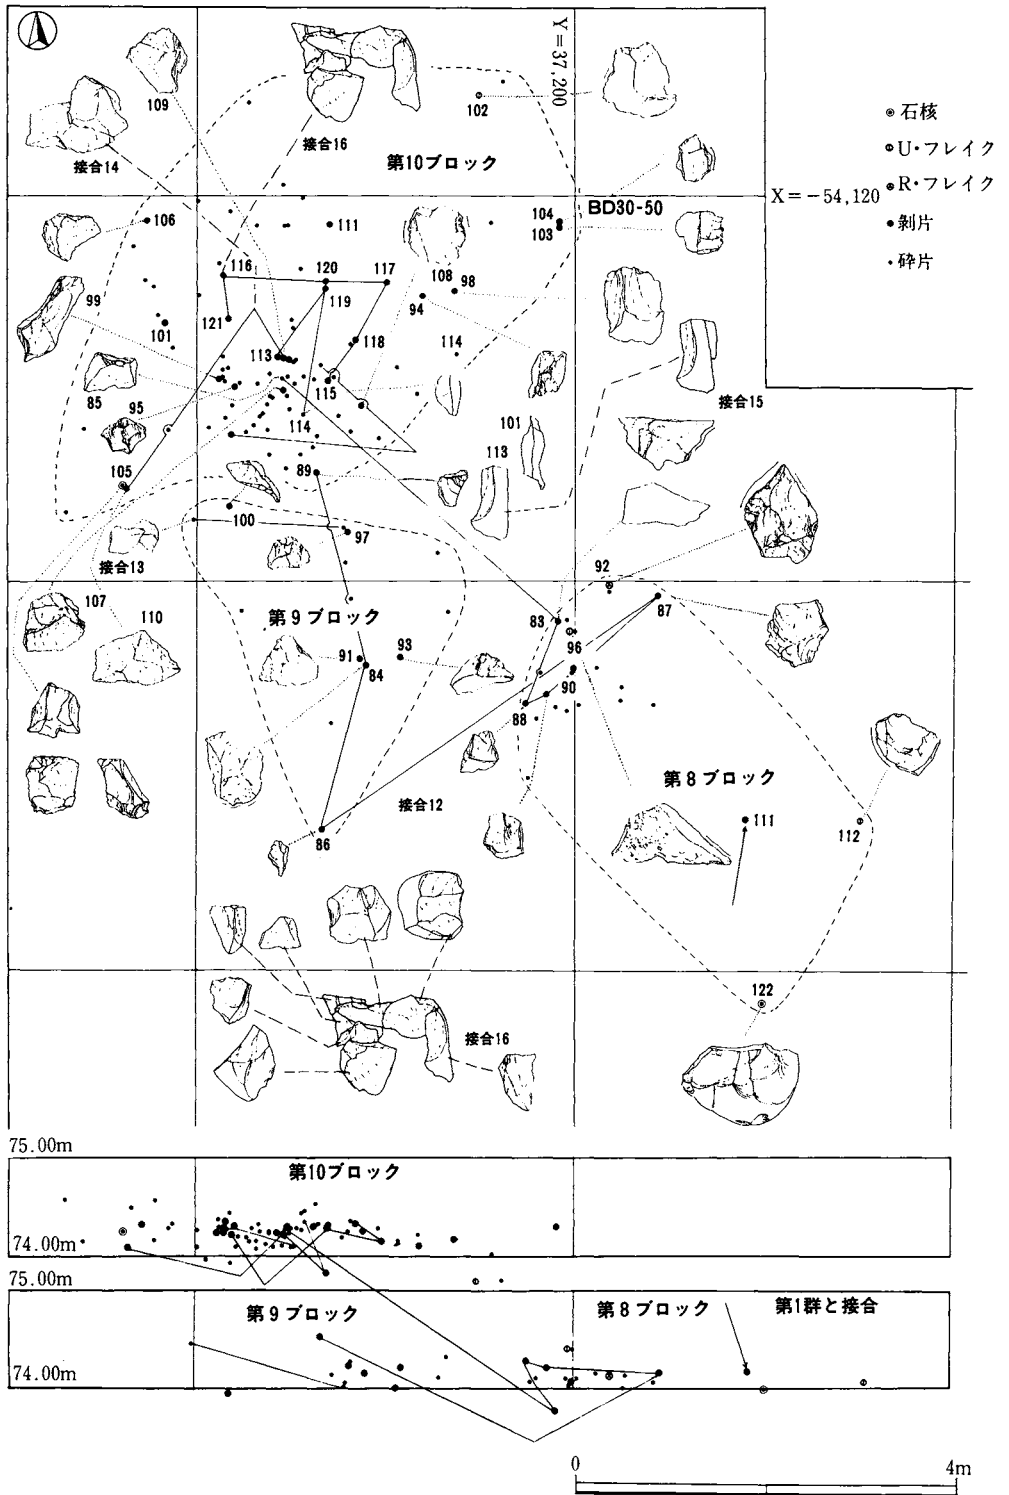 Y＝37,200
109
102
接合14
接合16
第10ブロック
◎石核
U・フレイク
R・フレイク
●剝片
・砕片
X＝−54,120
BD30-50
106
111
104
103
116
120
117
108
98
99
119
94
121
101
118
114
113
85
115
95
114
101
接合15
113
105
89
100
97
接合13
92
107
110
第9ブロック
83
87
91
93
96
84
90
88
第8ブロック
接合12
111
112
86
122
接合16
75.00m
第10ブロック
74.00m
75.00m
第9ブロック
第8ブロック
第1群と接合
74.00m
0
4m